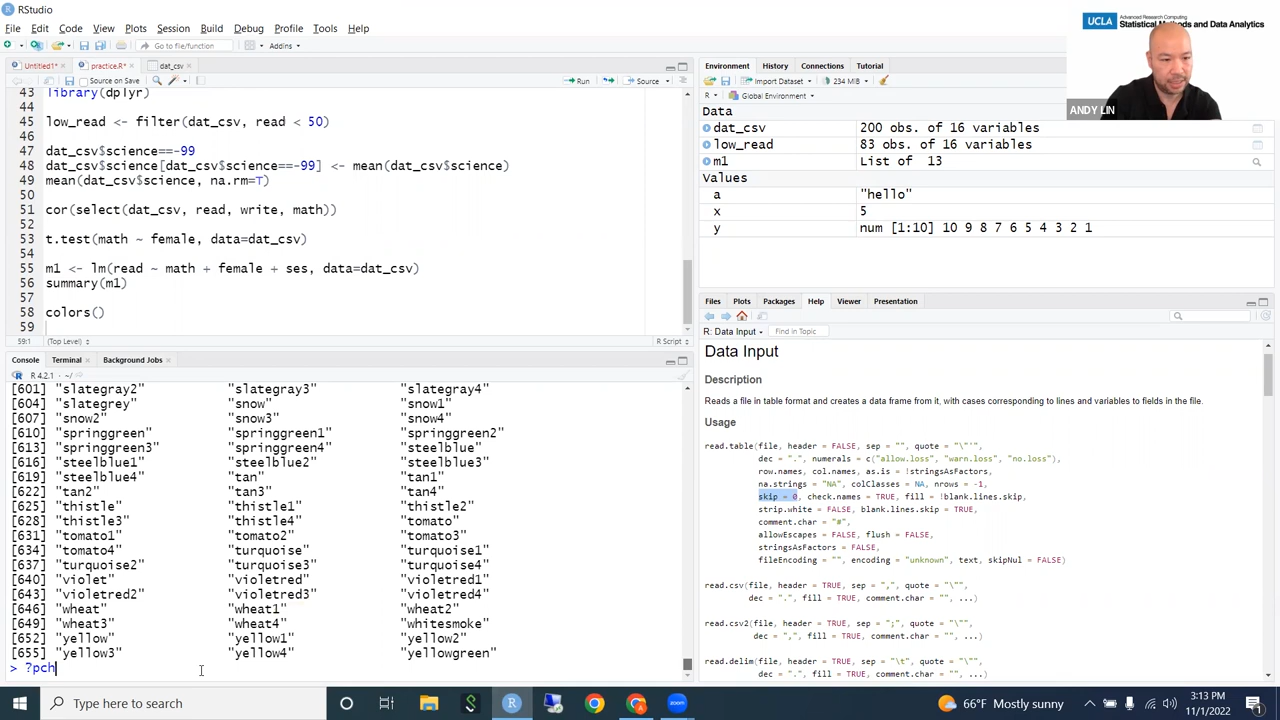 RStudio
File Edit Code View Plots Session Build Debug Profile Tools Help
Go to file/function Addins
Untitled1* practice.R* dat_csv
Source on Save Run Source
43 library(dplyr)
44
45 low_read <- filter(dat_csv, read < 50)
46
47 dat_csv$science==-99
48 dat_csv$science[dat_csv$science==-99] <- mean(dat_csv$science)
49 mean(dat_csv$science, na.rm=T)
50
51 cor(select(dat_csv, read, write, math))
52
53 t.test(math ~ female, data=dat_csv)
54
55 m1 <- lm(read ~ math + female + ses, data=dat_csv)
56 summary(m1)
57
58 colors()
59
59:1 (Top Level) R Script
Console Terminal Background Jobs
R 4.2.1 · ~/
[601] "slategray2" "slategray3" "slategray4"
[604] "slategrey" "snow" "snow1"
[607] "snow2" "snow3" "snow4"
[610] "springgreen" "springgreen1" "springgreen2"
[613] "springgreen3" "springgreen4" "steelblue"
[616] "steelblue1" "steelblue2" "steelblue3"
[619] "steelblue4" "tan" "tan1"
[622] "tan2" "tan3" "tan4"
[625] "thistle" "thistle1" "thistle2"
[628] "thistle3" "thistle4" "tomato"
[631] "tomato1" "tomato2" "tomato3"
[634] "tomato4" "turquoise" "turquoise1"
[637] "turquoise2" "turquoise3" "turquoise4"
[640] "violet" "violetred" "violetred1"
[643] "violetred2" "violetred3" "violetred4"
[646] "wheat" "wheat1" "wheat2"
[649] "wheat3" "wheat4" "whitesmoke"
[652] "yellow" "yellow1" "yellow2"
[655] "yellow3" "yellow4" "yellowgreen"
> ?pch
UCLA Advanced Research Computing
Statistical Methods and Data Analytics
ANDY LIN
Environment History Connections Tutorial
Import Dataset 234 MiB
R Global Environment
Data
dat_csv 200 obs. of 16 variables
low_read 83 obs. of 16 variables
m1 List of 13
Values
a "hello"
x 5
y num [1:10] 10 9 8 7 6 5 4 3 2 1
Files Plots Packages Help Viewer Presentation
R: Data Input Find in Topic
Data Input
Description
Reads a file in table format and creates a data frame from it, with cases corresponding to lines and variables to fields in the file.
Usage
read.table(file, header = FALSE, sep = "", quote = "\"'",
dec = ".", numerals = c("allow.loss", "warn.loss", "no.loss"),
row.names, col.names, as.is = !stringsAsFactors,
na.strings = "NA", colClasses = NA, nrows = -1,
skip = 0, check.names = TRUE, fill = !blank.lines.skip,
strip.white = FALSE, blank.lines.skip = TRUE,
comment.char = "#",
allowEscapes = FALSE, flush = FALSE,
stringsAsFactors = FALSE,
fileEncoding = "", encoding = "unknown", text, skipNul = FALSE)
read.csv(file, header = TRUE, sep = ",", quote = "\"",
dec = ".", fill = TRUE, comment.char = "", ...)
read.csv2(file, header = TRUE, sep = ";", quote = "\"",
dec = ",", fill = TRUE, comment.char = "", ...)
read.delim(file, header = TRUE, sep = "\t", quote = "\"",
dec = ".", fill = TRUE, comment.char = "", ...)
Type here to search
zoom
66°F Mostly sunny
3:13 PM
11/1/2022